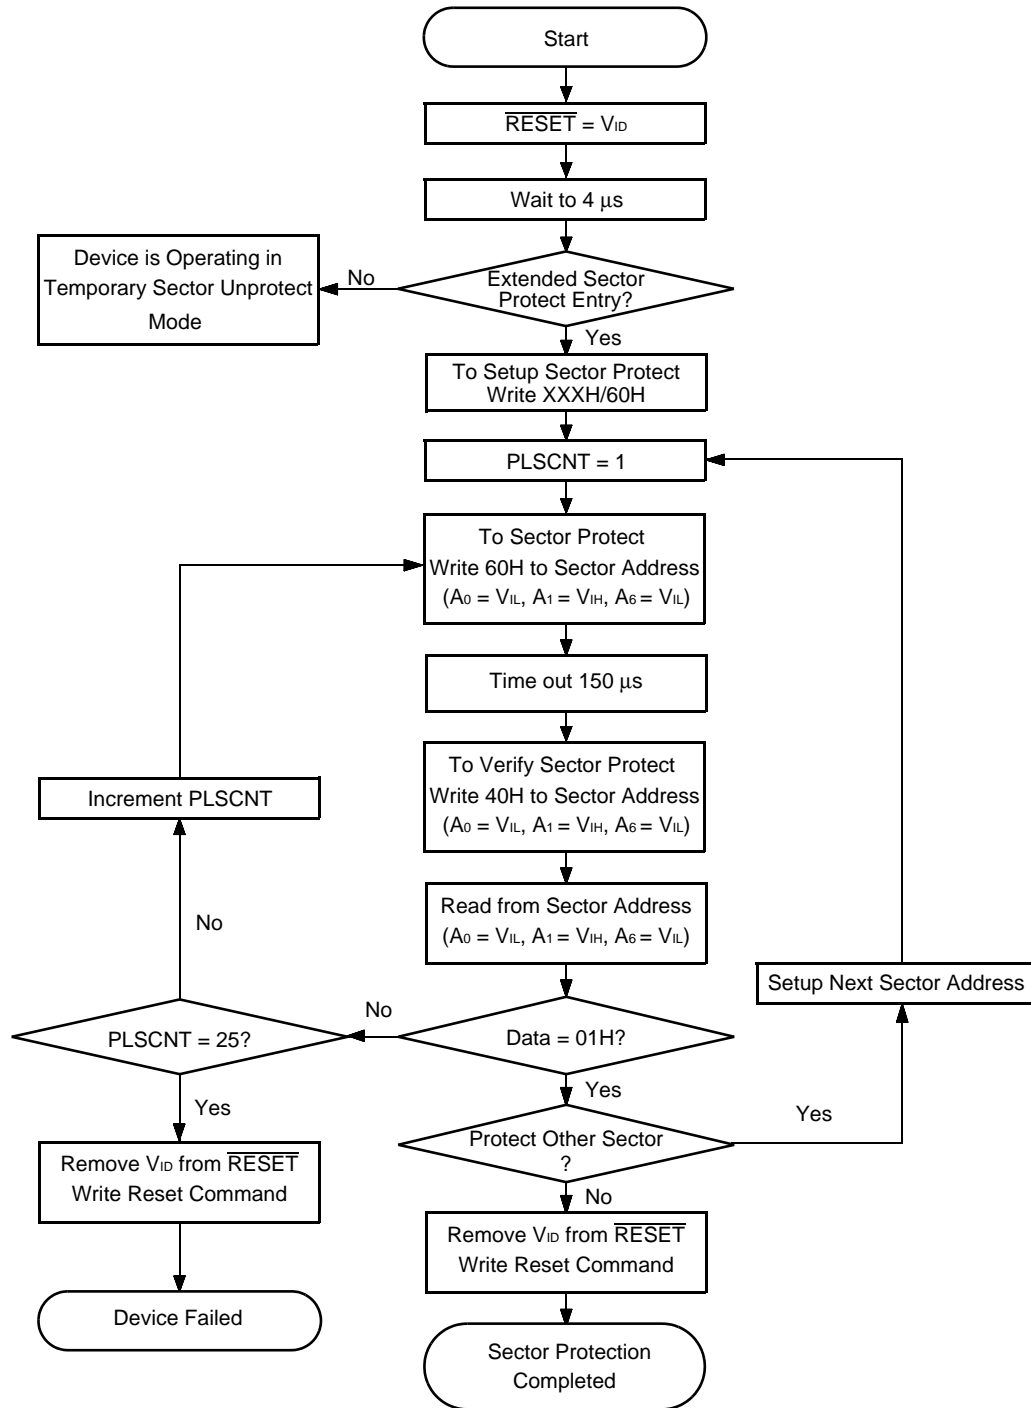 Start
RESET = VID
Wait to 4 μs
Device is Operating in
Temporary Sector Unprotect
Mode
No
Extended Sector
Protect Entry?
Yes
To Setup Sector Protect
Write XXXH/60H
PLSCNT = 1
To Sector Protect
Write 60H to Sector Address
(A0 = VIL, A1 = VIH, A6 = VIL)
Time out 150 μs
Increment PLSCNT
To Verify Sector Protect
Write 40H to Sector Address
(A0 = VIL, A1 = VIH, A6 = VIL)
No
Read from Sector Address
(A0 = VIL, A1 = VIH, A6 = VIL)
Setup Next Sector Address
PLSCNT = 25?
No
Data = 01H?
Yes
Yes
Yes
Protect Other Sector
?
No
Remove VID from RESET
Write Reset Command
Remove VID from RESET
Write Reset Command
Device Failed
Sector Protection
Completed